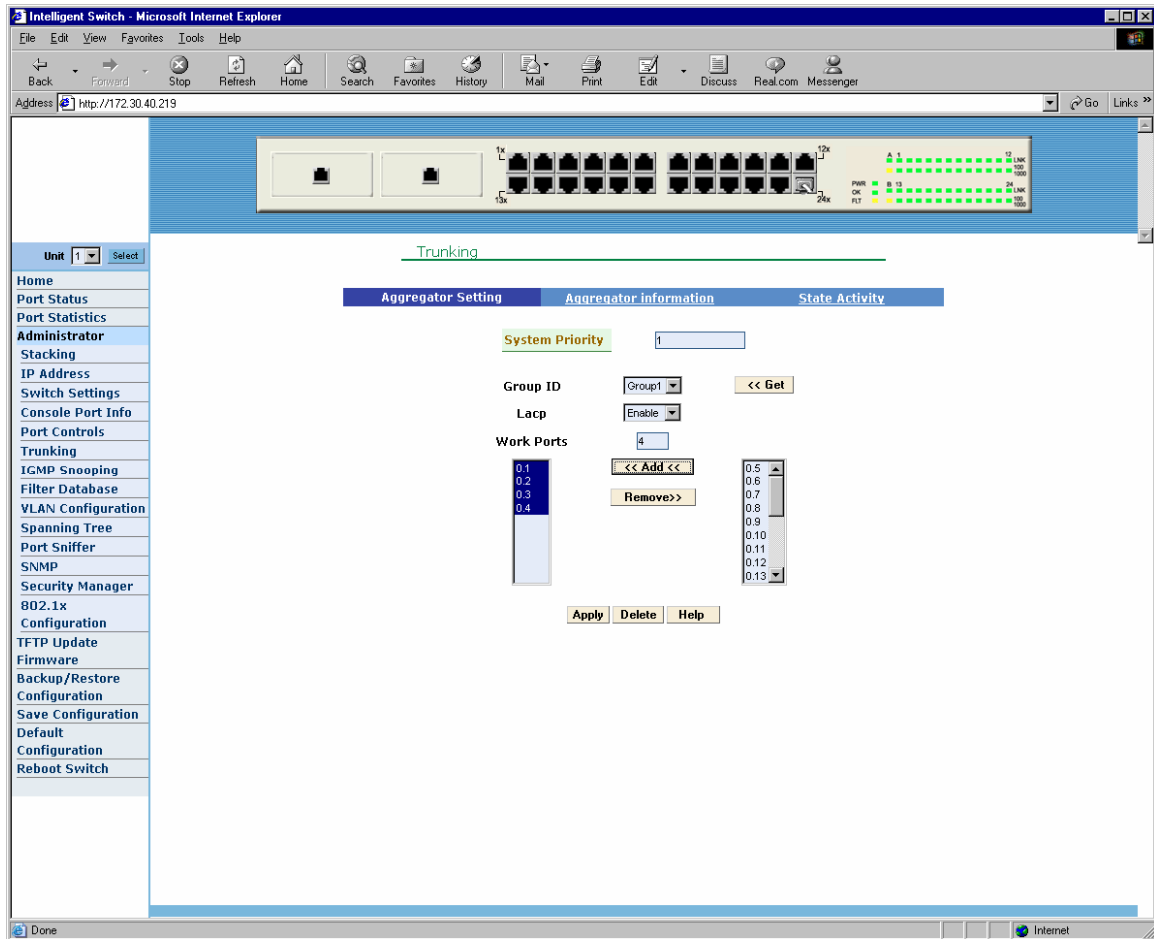 Intelligent Switch - Microsoft Internet Explorer
File Edit View Favorites Tools Help
Back Forward Stop Refresh Home Search Favorites History Mail Print Edit Discuss Real.com Messenger
Address http://172.30.40.219 Go Links »
1x 12x
13x 24x
A 1 12 LNK
100
1000
PWR B 13 24 LNK
OK 100
FLT 1000
Unit 1 Select
Home
Port Status
Port Statistics
Administrator
Stacking
IP Address
Switch Settings
Console Port Info
Port Controls
Trunking
IGMP Snooping
Filter Database
VLAN Configuration
Spanning Tree
Port Sniffer
SNMP
Security Manager
802.1x
Configuration
TFTP Update
Firmware
Backup/Restore
Configuration
Save Configuration
Default
Configuration
Reboot Switch
Trunking
Aggregator Setting Aggregator information State Activity
System Priority 1
Group ID Group1 << Get
Lacp Enable
Work Ports 4
0.1
0.2
0.3
0.4
<< Add <<
Remove>>
0.5
0.6
0.7
0.8
0.9
0.10
0.11
0.12
0.13
Apply Delete Help
Done Internet